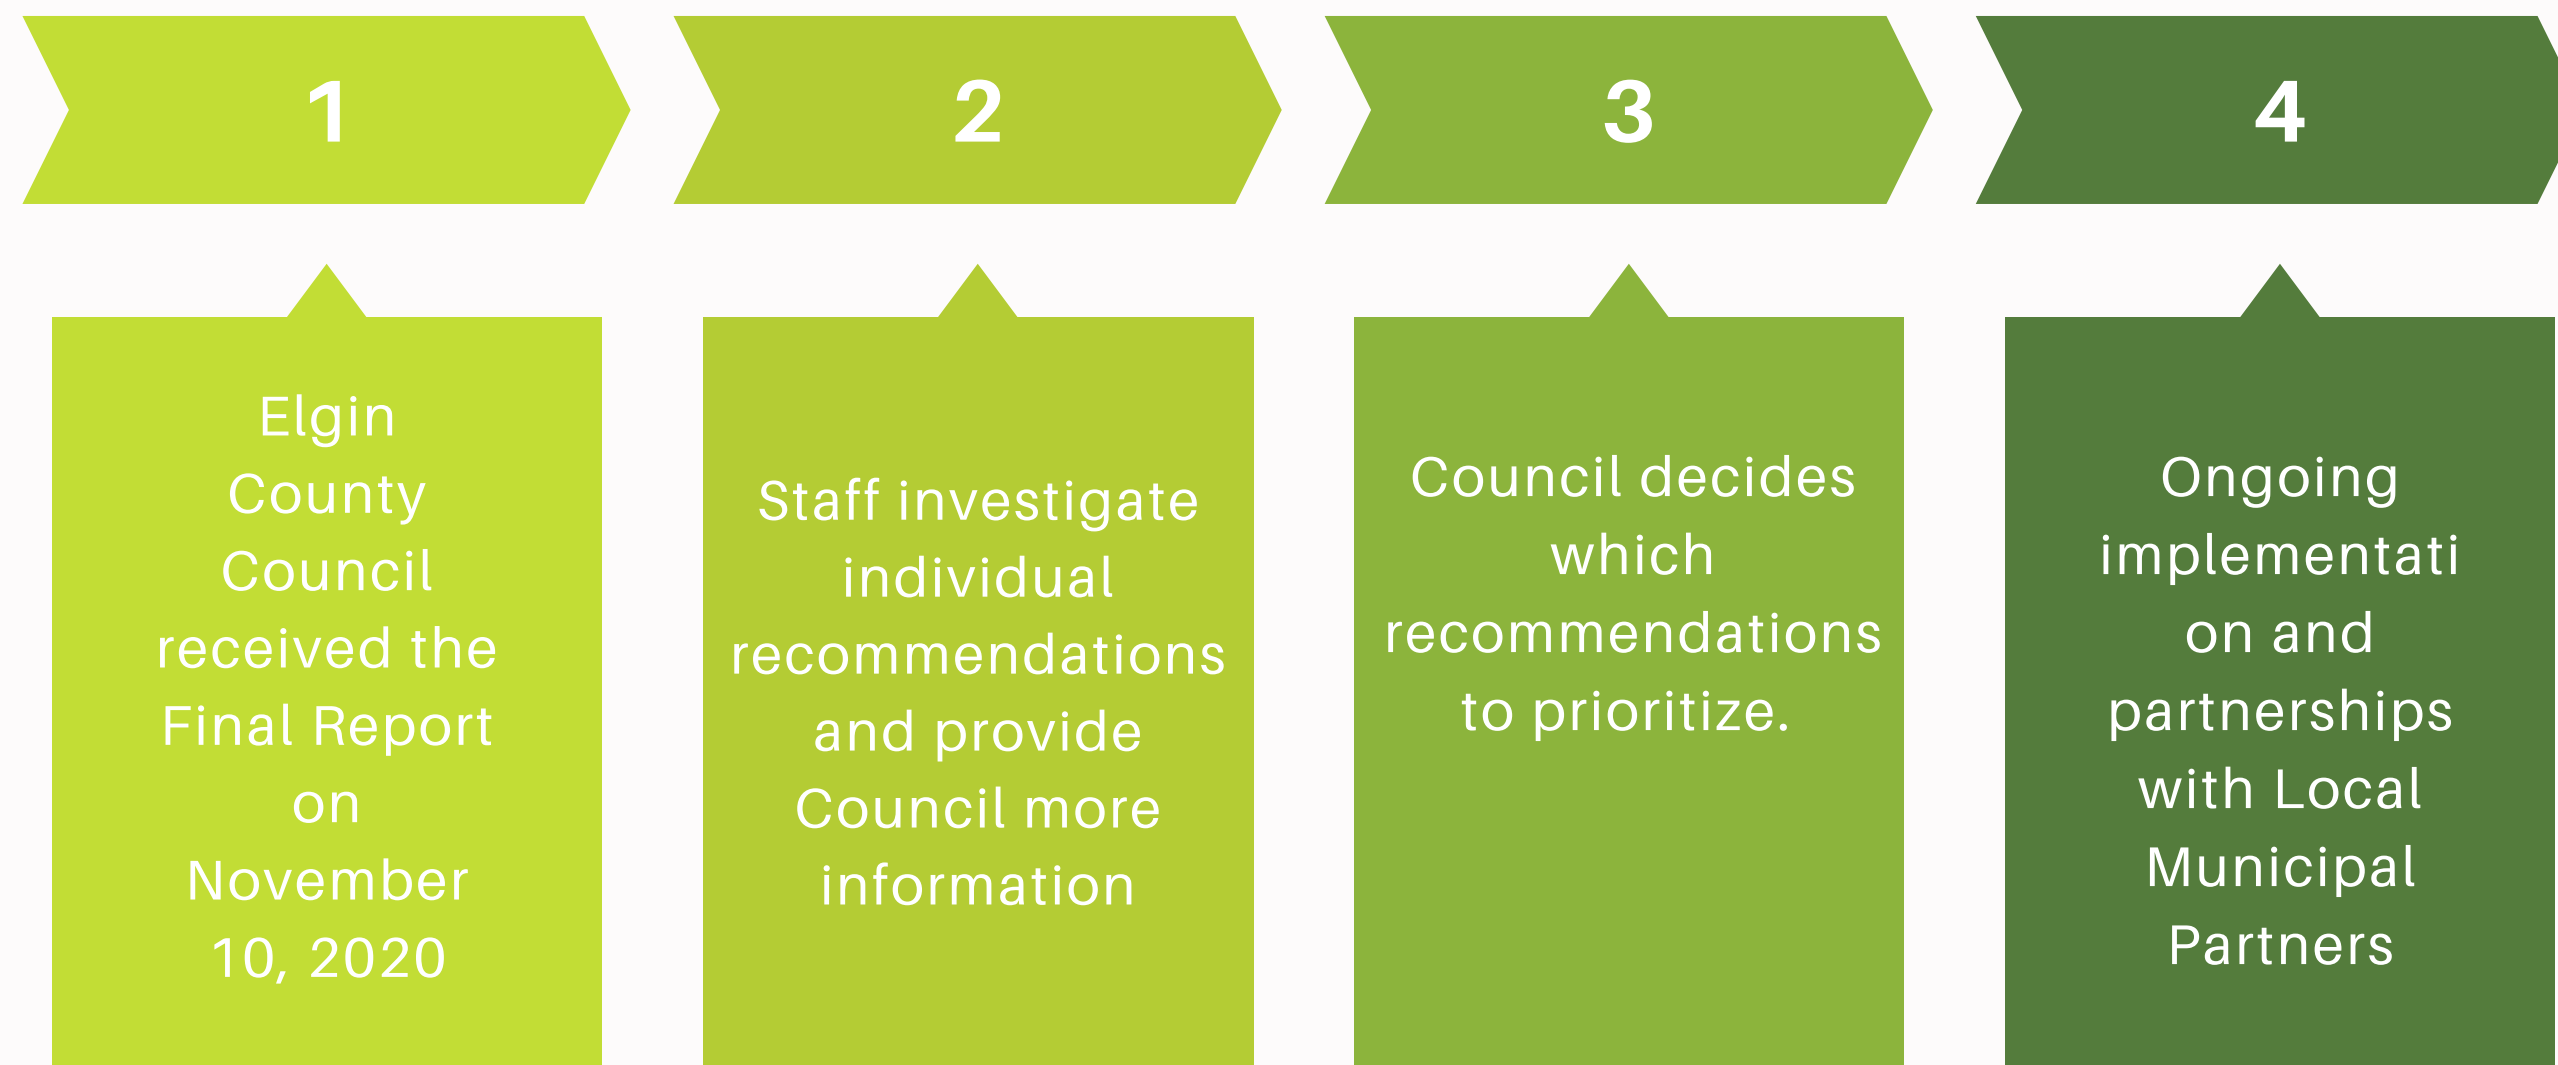 1
2
3
4
Elgin
County
Council
received the
Final Report
on
November
10, 2020
Staff investigate
individual
recommendations
and provide
Council more
information
Council decides
which
recommendations
to prioritize.
Ongoing
implementati
on and
partnerships
with Local
Municipal
Partners